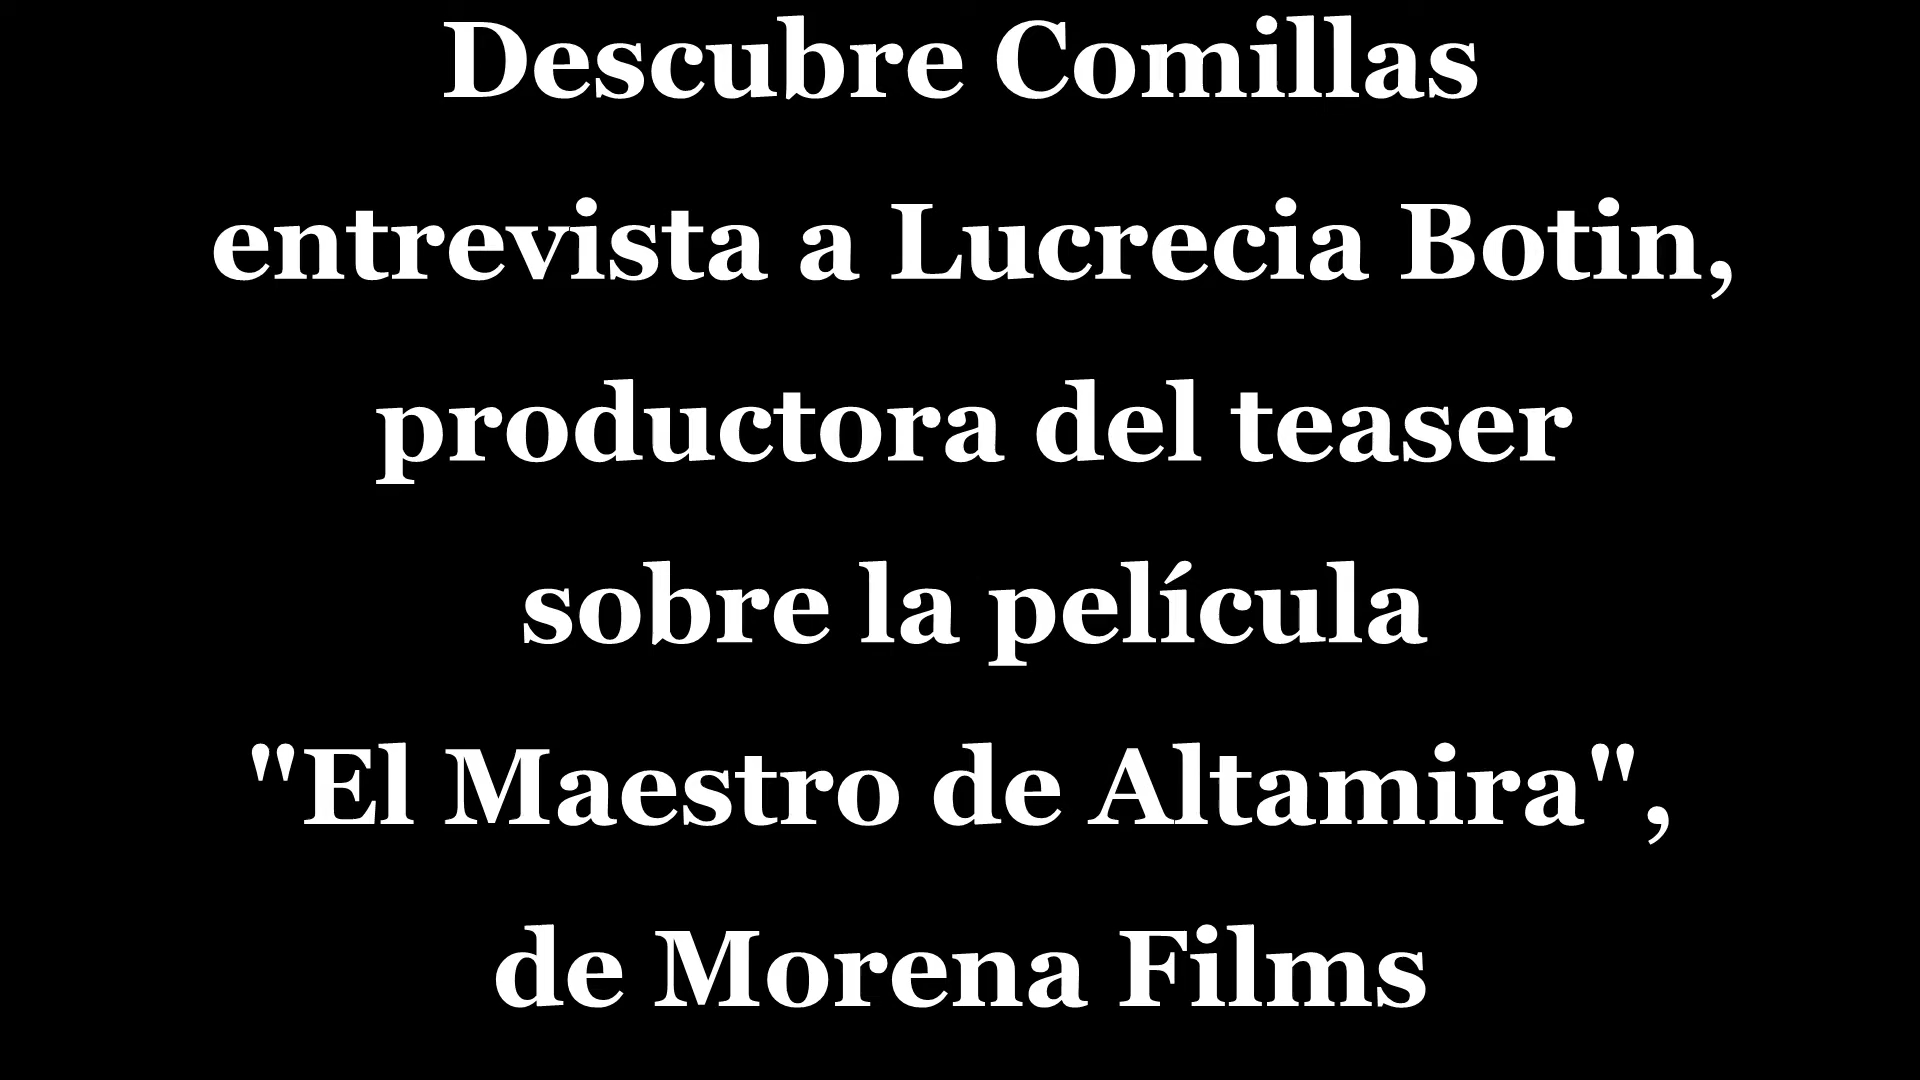 Descubre Comillas
entrevista a Lucrecia Botin,
productora del teaser
sobre la película
"El Maestro de Altamira",
de Morena Films